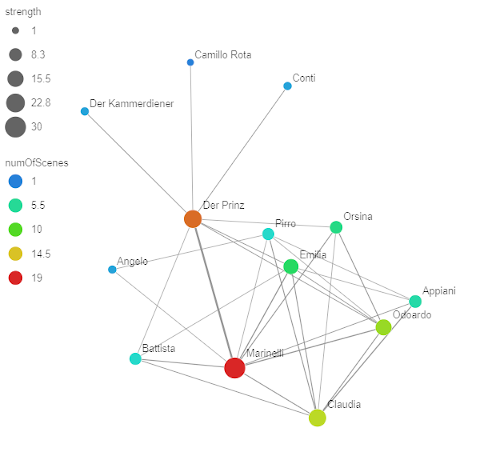 strength
1
8.3
15.5
22.8
30
numOfScenes
1
5.5
10
14.5
19
Camillo Rota
Conti
Der Kammerdiener
Der Prinz
Orsina
Pirro
Emilia
Angelo
Appiani
Odoardo
Battista
Marinelli
Claudia